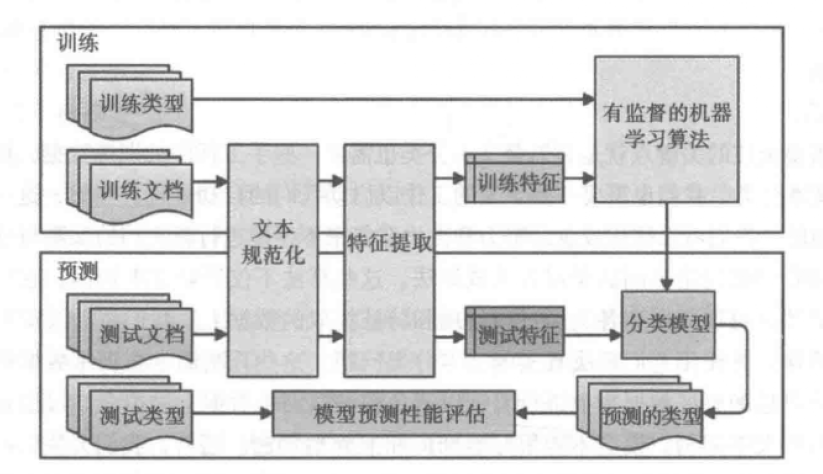 训练
训练类型
有监督的机器
学习算法
训练文档
训练特征
文本
规范化
特征提取
预测
测试文档
测试特征
分类模型
测试类型
模型预测性能评估
预测的类型